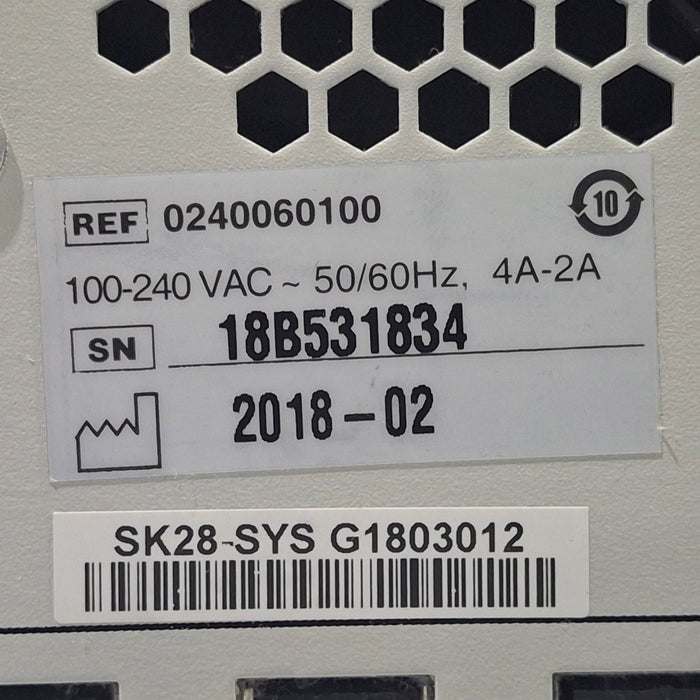 REF 0240060100 10
100-240 VAC ~ 50/60Hz, 4A-2A
SN 18B531834
2018-02
SK28-SYS G1803012